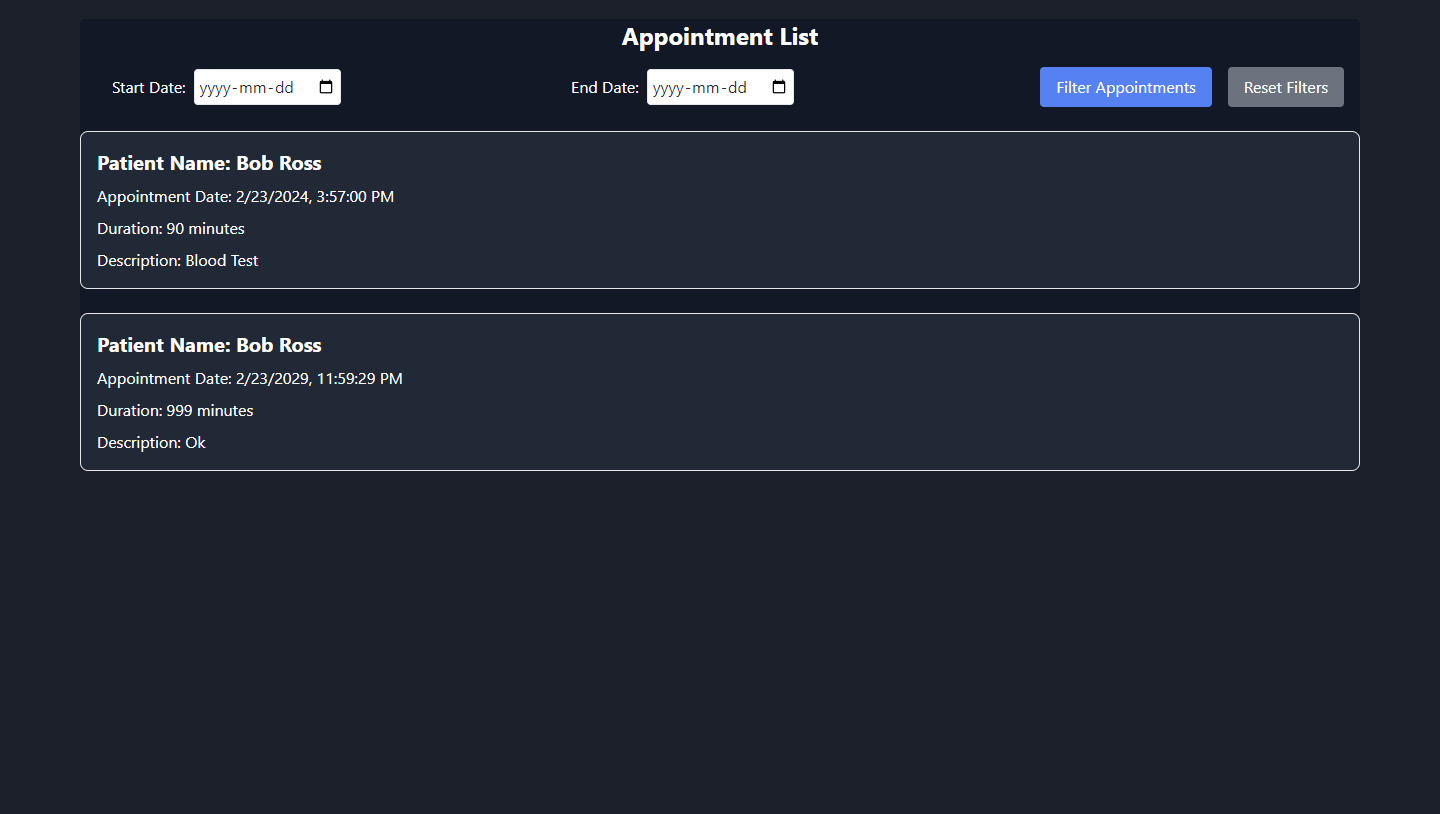 Appointment List
Start Date: yyyy-mm-dd End Date: yyyy-mm-dd Filter Appointments Reset Filters
Patient Name: Bob Ross
Appointment Date: 2/23/2024, 3:57:00 PM
Duration: 90 minutes
Description: Blood Test
Patient Name: Bob Ross
Appointment Date: 2/23/2029, 11:59:29 PM
Duration: 999 minutes
Description: Ok